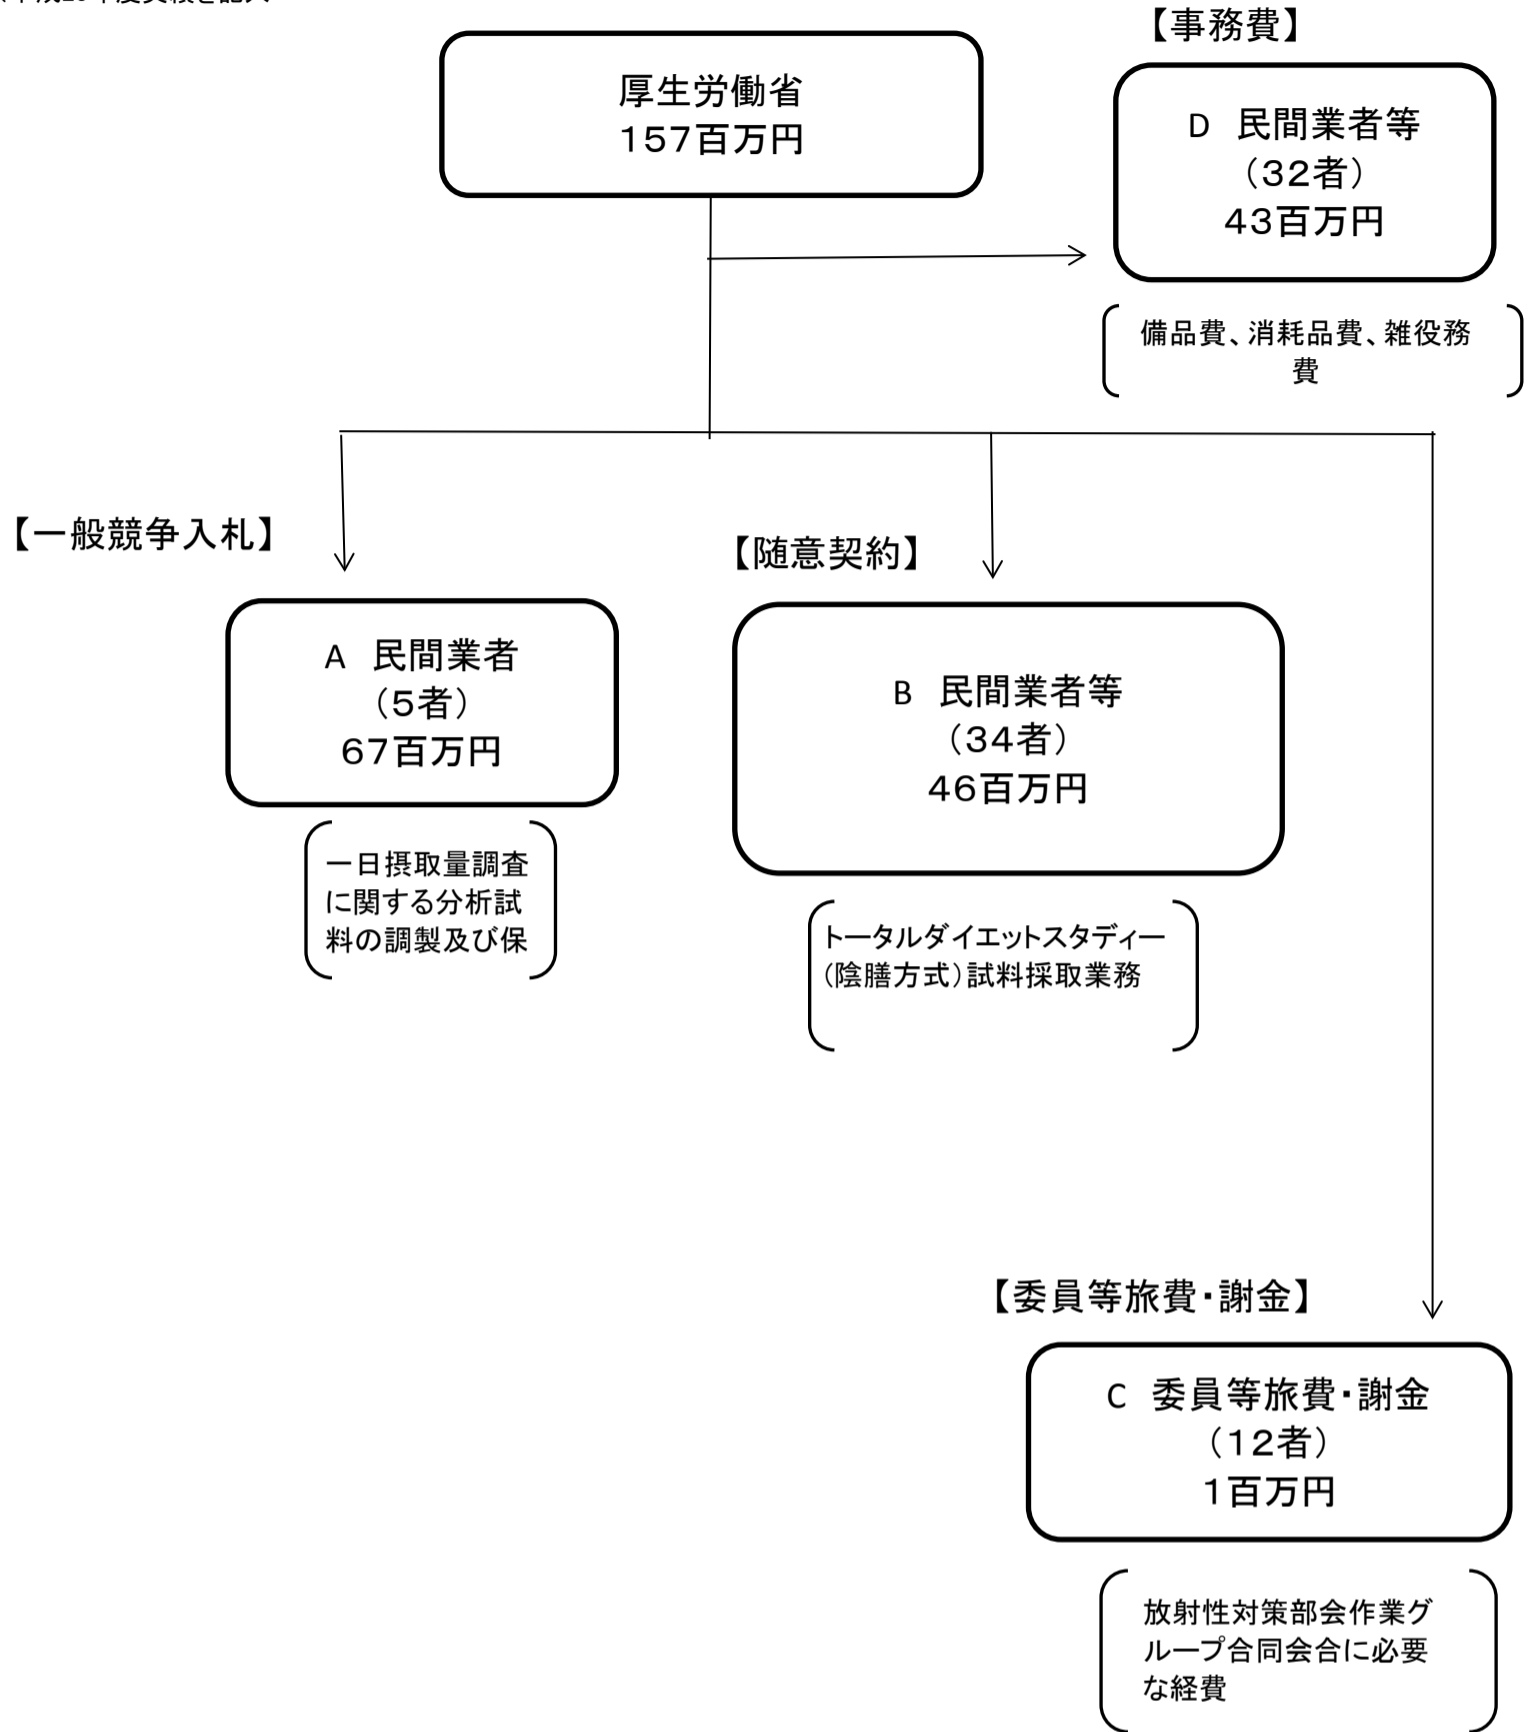 【事務費】
厚生労働省
157百万円
D 民間業者等
（32者）
43百万円
備品費、消耗品費、雑役務
費
【一般競争入札】
【随意契約】
A 民間業者
（5者）
67百万円
B 民間業者等
（34者）
46百万円
一日摂取量調査
に関する分析試
料の調製及び保
トータルダイエットスタディー
（陰膳方式）試料採取業務
【委員等旅費・謝金】
C 委員等旅費・謝金
（12者）
1百万円
放射性対策部会作業グ
ループ合同会合に必要
な経費